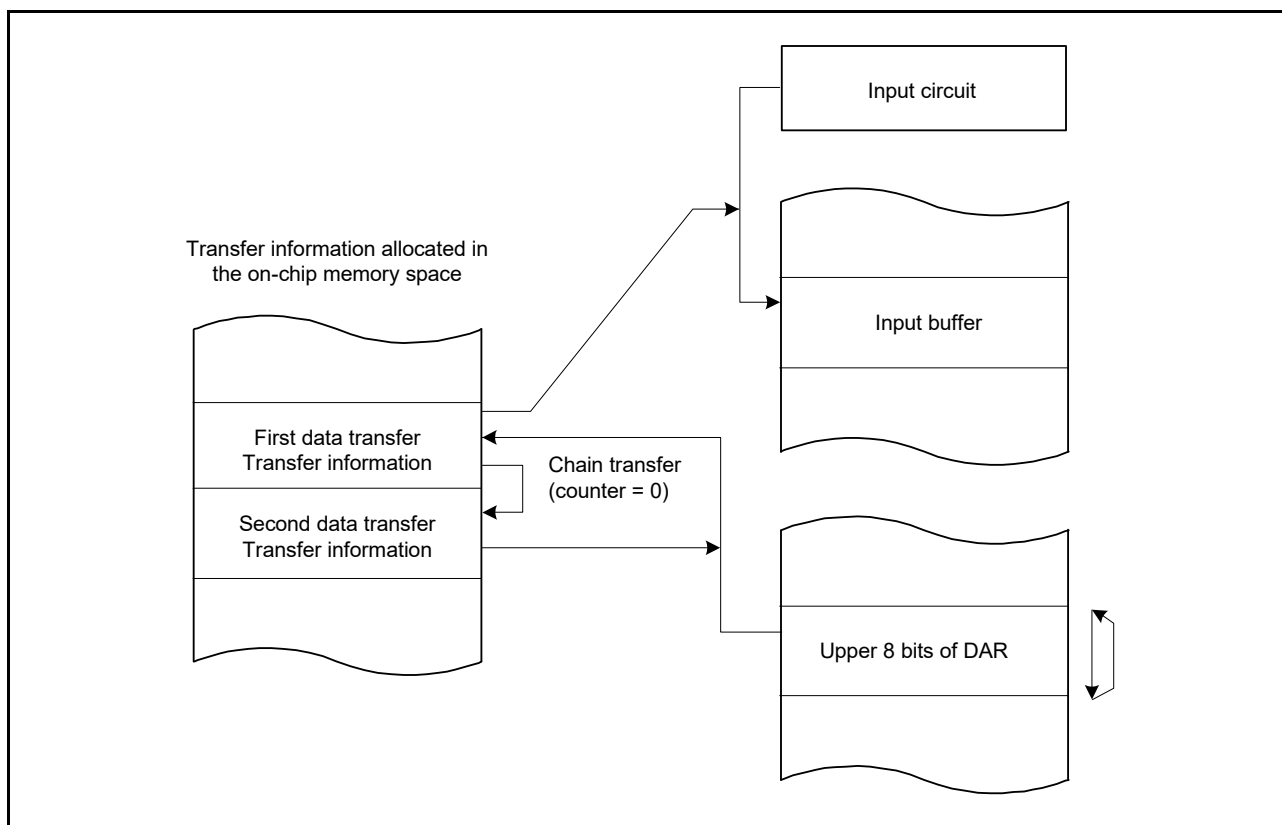 Input circuit
Transfer information allocated in
the on-chip memory space
Input buffer
First data transfer
Transfer information
Chain transfer
(counter = 0)
Second data transfer
Transfer information
Upper 8 bits of DAR